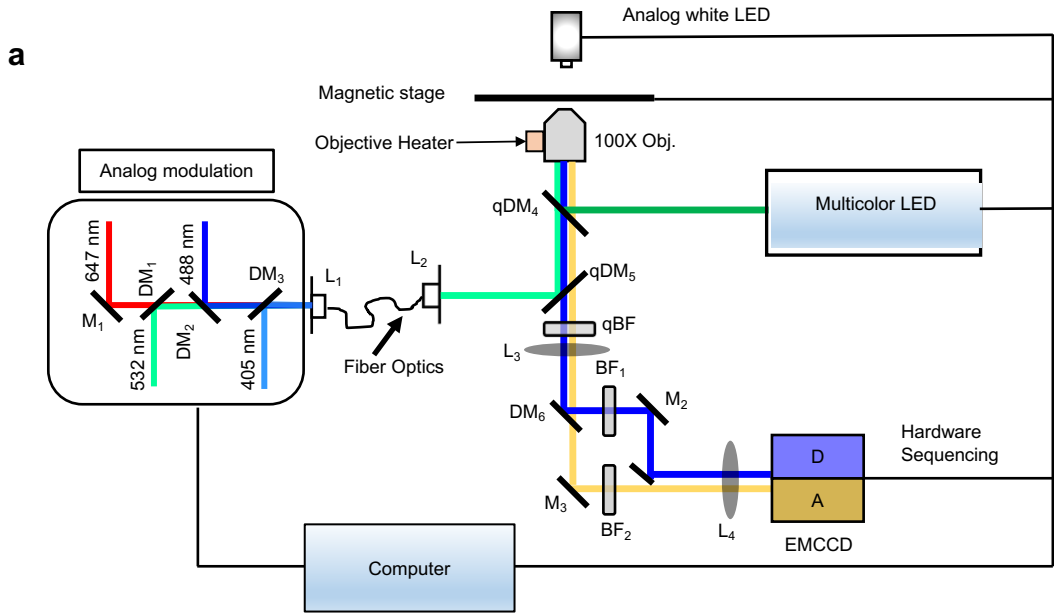 a
Analog white LED
Magnetic stage
Objective Heater
100X Obj.
Analog modulation
qDM4
Multicolor LED
647 nm
DM1
488 nm
DM3
L1
L2
qDM5
M1
532 nm
DM2
405 nm
Fiber Optics
qBF
L3
BF1
M2
DM6
Hardware
Sequencing
D
A
M3
BF2
L4
EMCCD
Computer